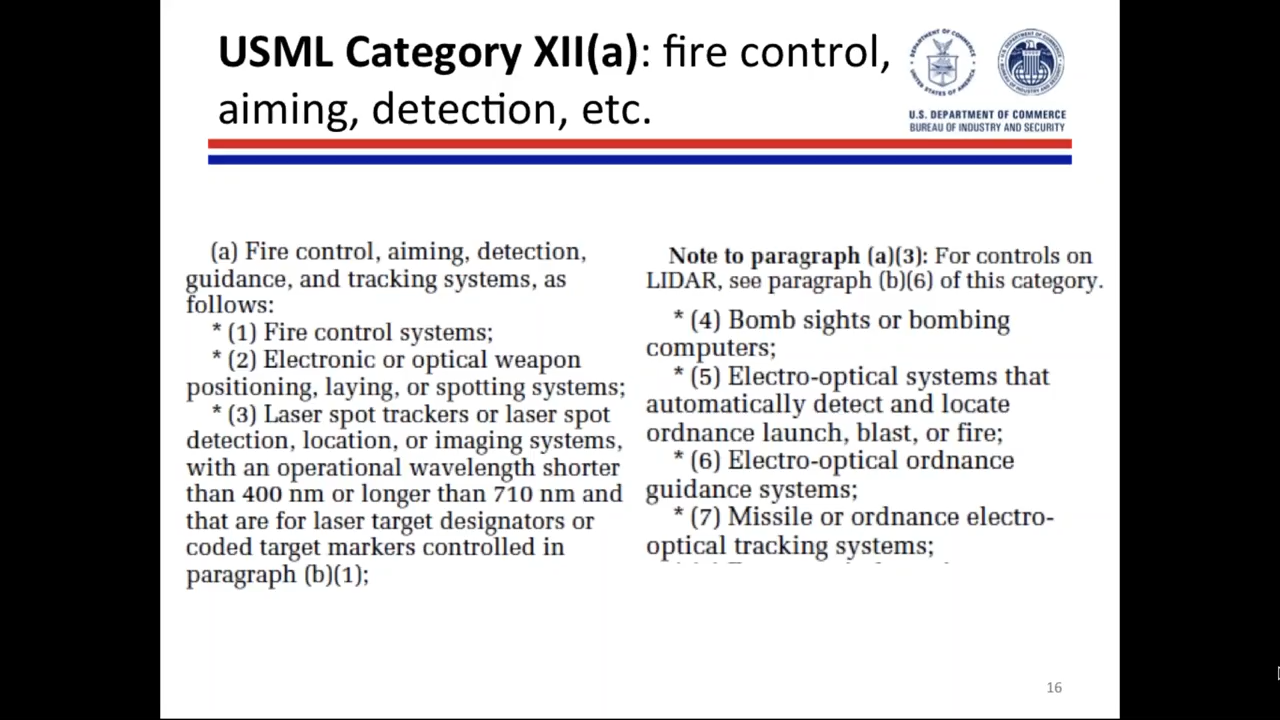 USML Category XII(a): fire control,
aiming, detection, etc.
U.S. DEPARTMENT OF COMMERCE
BUREAU OF INDUSTRY AND SECURITY
(a) Fire control, aiming, detection,
guidance, and tracking systems, as
follows:
* (1) Fire control systems;
* (2) Electronic or optical weapon
positioning, laying, or spotting systems;
* (3) Laser spot trackers or laser spot
detection, location, or imaging systems,
with an operational wavelength shorter
than 400 nm or longer than 710 nm and
that are for laser target designators or
coded target markers controlled in
paragraph (b)(1);
Note to paragraph (a)(3): For controls on
LIDAR, see paragraph (b)(6) of this category.
* (4) Bomb sights or bombing
computers;
* (5) Electro-optical systems that
automatically detect and locate
ordnance launch, blast, or fire;
* (6) Electro-optical ordnance
guidance systems;
* (7) Missile or ordnance electro-
optical tracking systems;
16